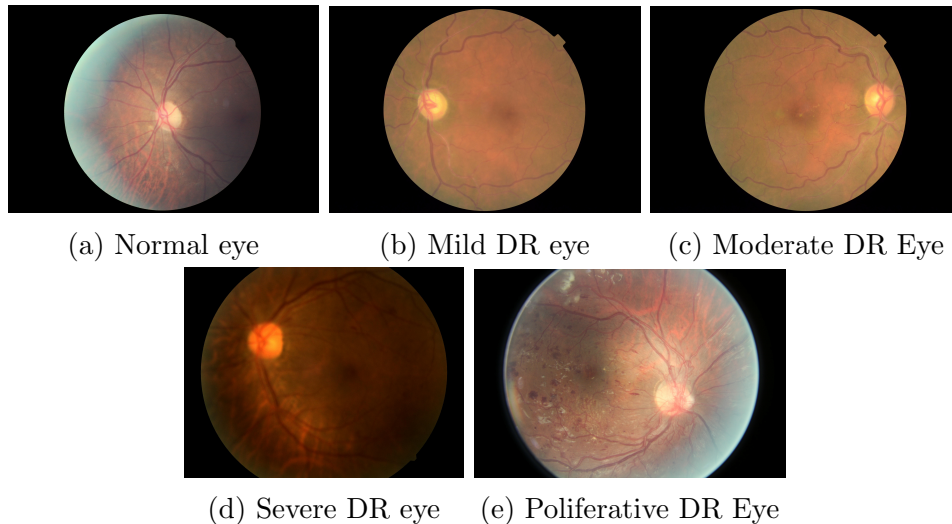 (a) Normal eye
(b) Mild DR eye
(c) Moderate DR Eye
(d) Severe DR eye
(e) Poliferative DR Eye